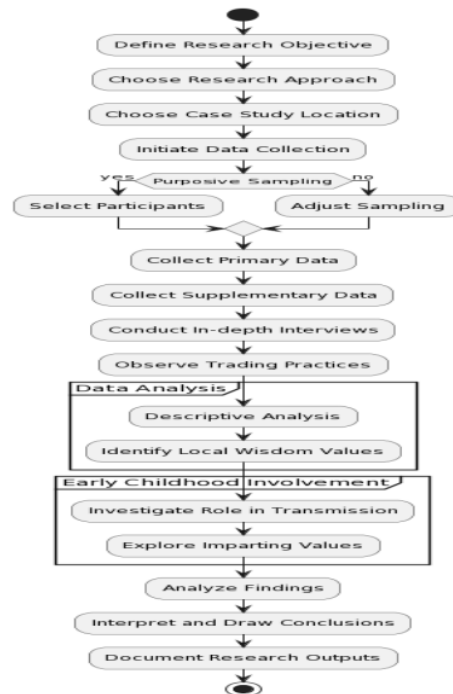 Define Research Objective
Choose Research Approach
Choose Case Study Location
Initiate Data Collection
yes
Purposive Sampling
no
Select Participants
Adjust Sampling
Collect Primary Data
Collect Supplementary Data
Conduct In-depth Interviews
Observe Trading Practices
Data Analysis
Descriptive Analysis
Identify Local Wisdom Values
Early Childhood Involvement
Investigate Role in Transmission
Explore Imparting Values
Analyze Findings
Interpret and Draw Conclusions
Document Research Outputs